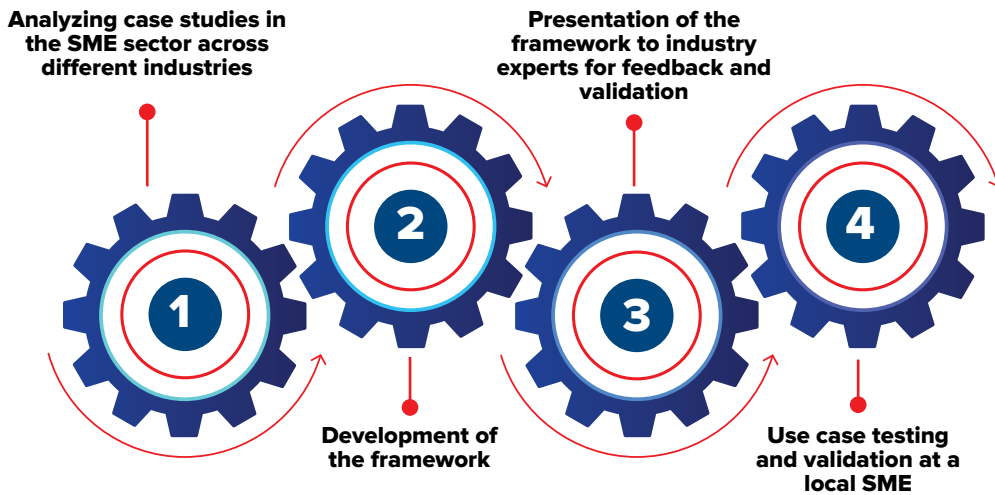 Analyzing case studies in
the SME sector across
different industries
1
2
Development of
the framework
Presentation of the
framework to industry
experts for feedback and
validation
3
4
Use case testing
and validation at a
local SME